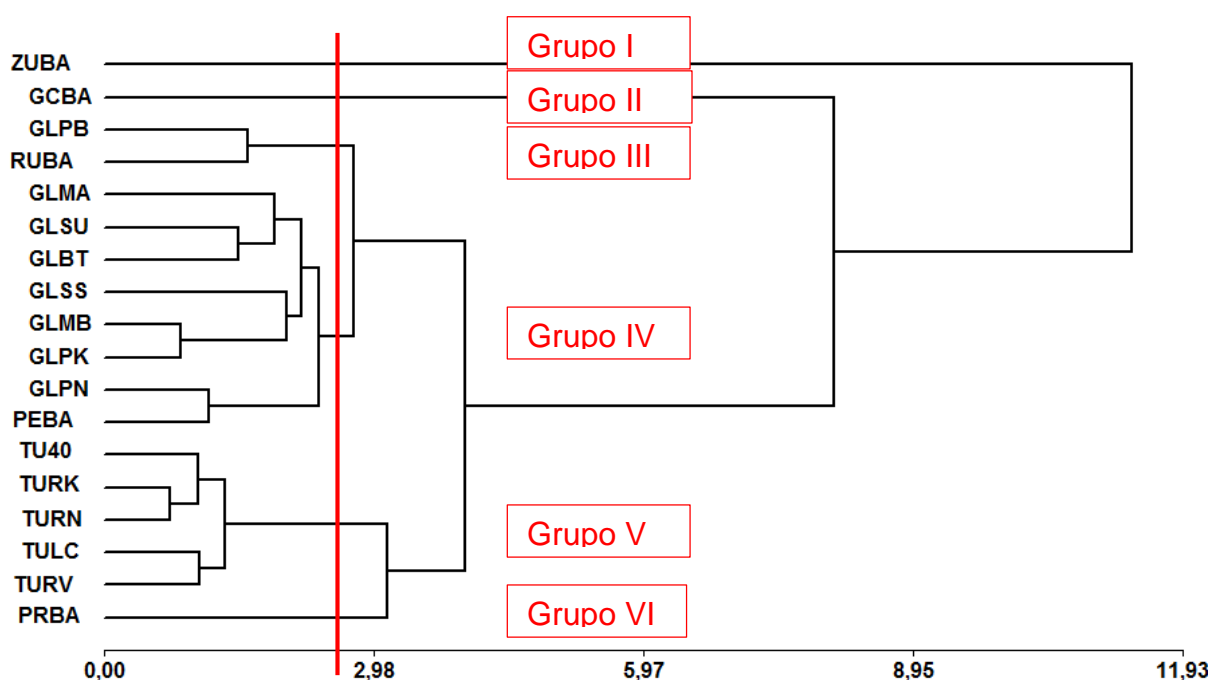 Grupo I
ZUBA
GCBA
Grupo II
GLPB
RUBA
Grupo III
GLMA
GLSU
GLBT
GLSS
GLMB
Grupo IV
GLPK
GLPN
PEBA
TU40
TURK
TURN
Grupo V
TULC
TURV
PRBA
Grupo VI
0,00 2,98 5,97 8,95 11,93